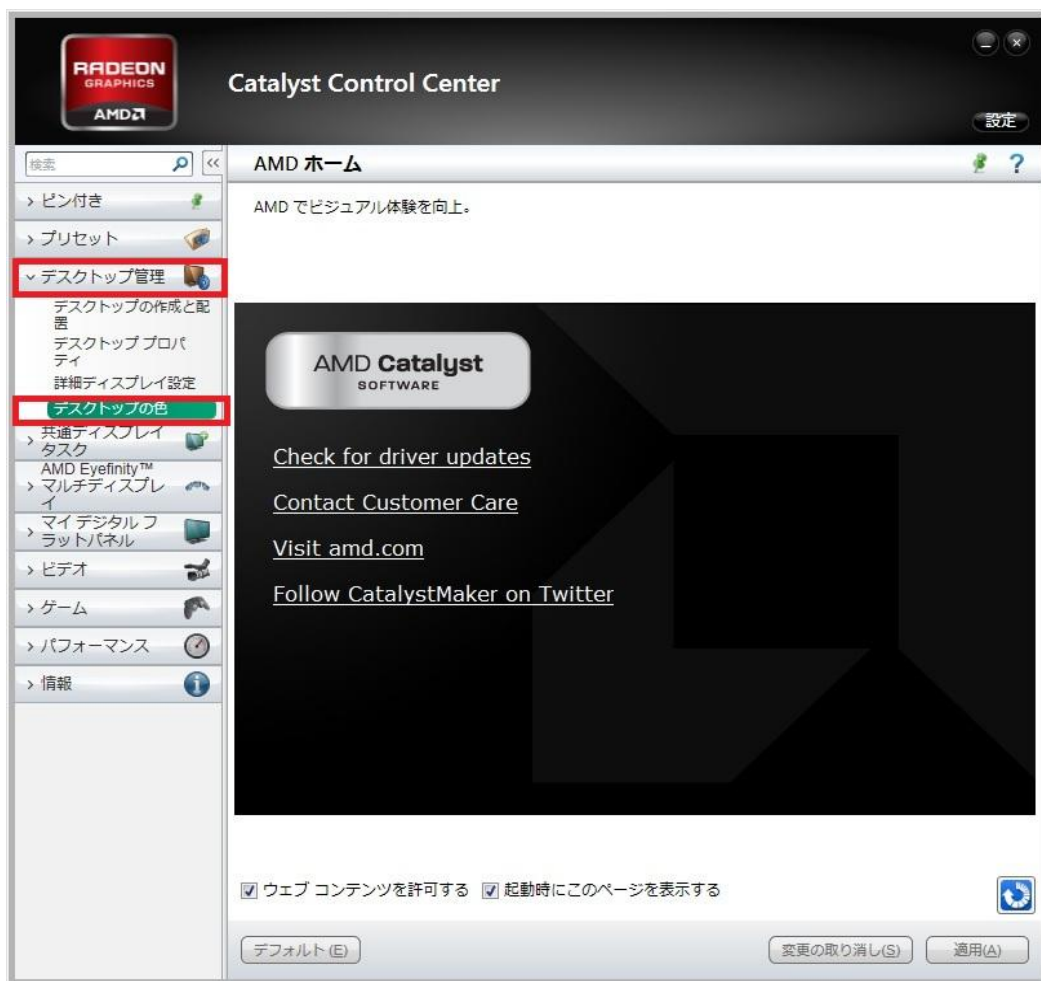 RADEON
GRAPHICS
AMD
Catalyst Control Center
設定
検索
AMD ホーム
?
ピン付き
AMD でビジュアル体験を向上。
プリセット
デスクトップ管理
デスクトップの作成と配
置
デスクトップ プロパ
ティ
詳細ディスプレイ設定
デスクトップの色
共通ディスプレイ
タスク
AMD Eyefinity™
マルチディスプレ
イ
マイ デジタル フ
ラットパネル
ビデオ
ゲーム
パフォーマンス
情報
AMD Catalyst
SOFTWARE
Check for driver updates
Contact Customer Care
Visit amd.com
Follow CatalystMaker on Twitter
ウェブ コンテンツを許可する
起動時にこのページを表示する
デフォルト(E)
変更の取り消し(S)
適用(A)